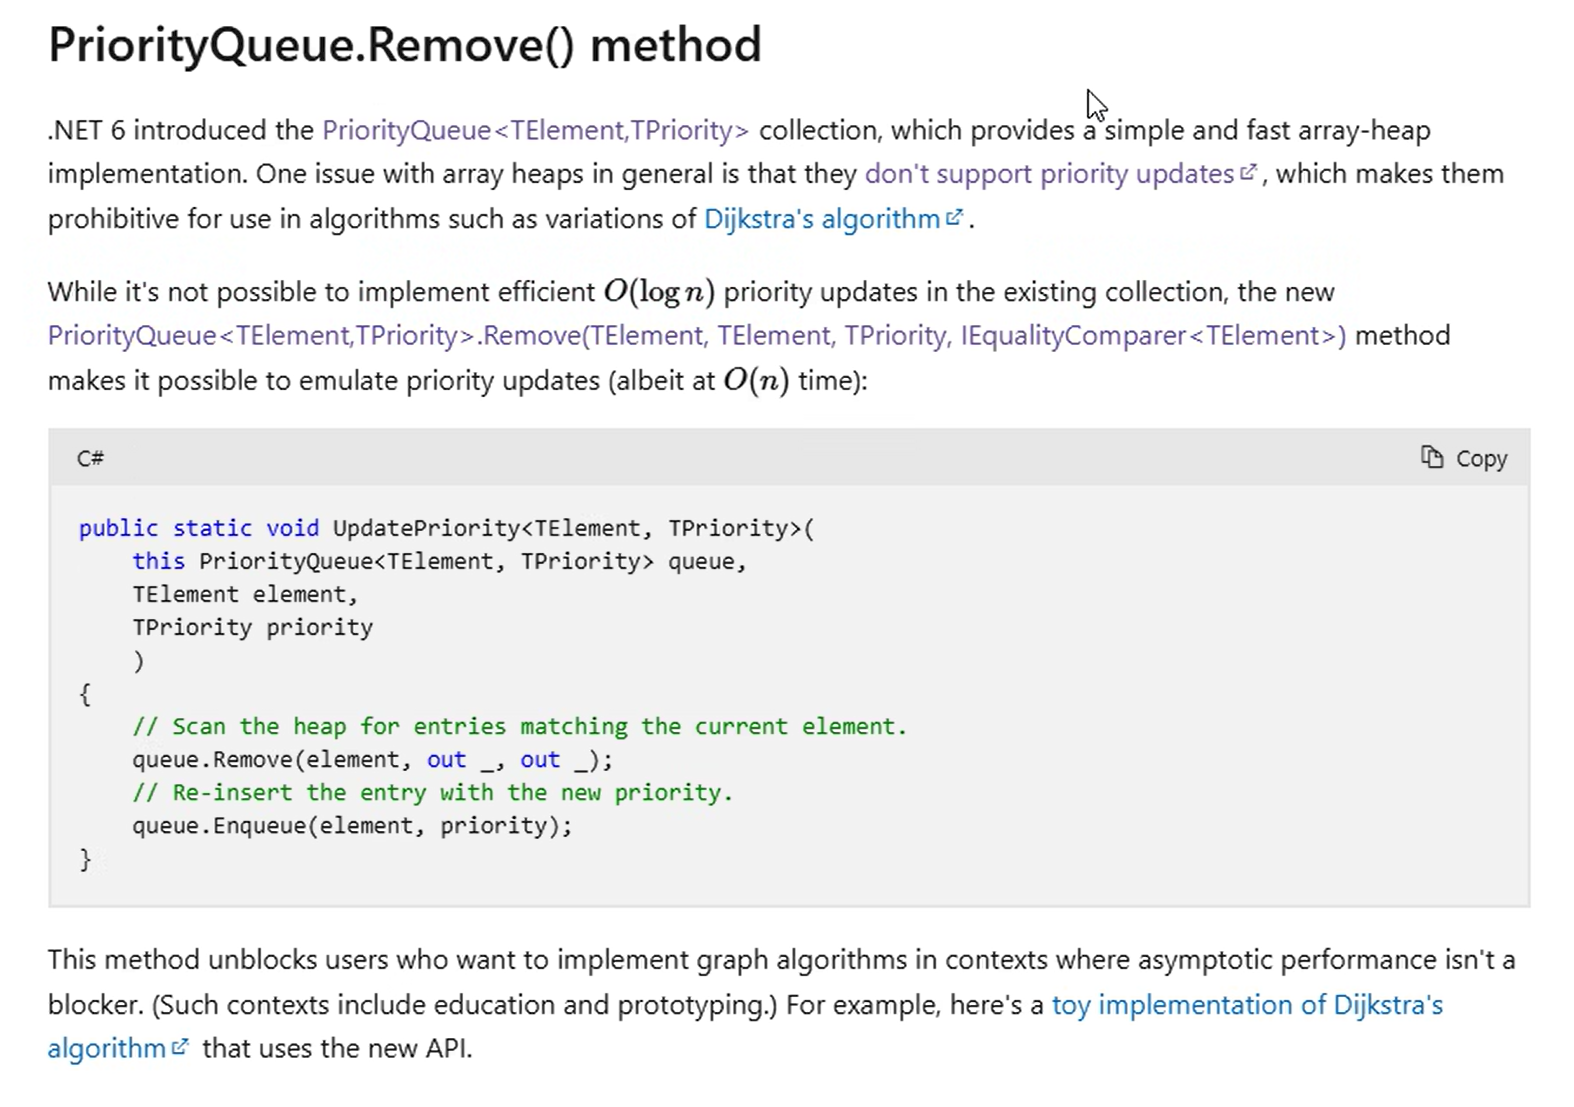 PriorityQueue.Remove() method
.NET 6 introduced the PriorityQueue<TElement,TPriority> collection, which provides a simple and fast array-heap
implementation. One issue with array heaps in general is that they don't support priority updates, which makes them
prohibitive for use in algorithms such as variations of Dijkstra's algorithm.
While it's not possible to implement efficient O(log n) priority updates in the existing collection, the new
PriorityQueue<TElement,TPriority>.Remove(TElement, TElement, TPriority, IEqualityComparer<TElement>) method
makes it possible to emulate priority updates (albeit at O(n) time):
C#
Copy
public static void UpdatePriority<TElement, TPriority>(
    this PriorityQueue<TElement, TPriority> queue,
    TElement element,
    TPriority priority
    )
{
    // Scan the heap for entries matching the current element.
    queue.Remove(element, out _, out _);
    // Re-insert the entry with the new priority.
    queue.Enqueue(element, priority);
}
This method unblocks users who want to implement graph algorithms in contexts where asymptotic performance isn't a
blocker. (Such contexts include education and prototyping.) For example, here's a toy implementation of Dijkstra's
algorithm that uses the new API.